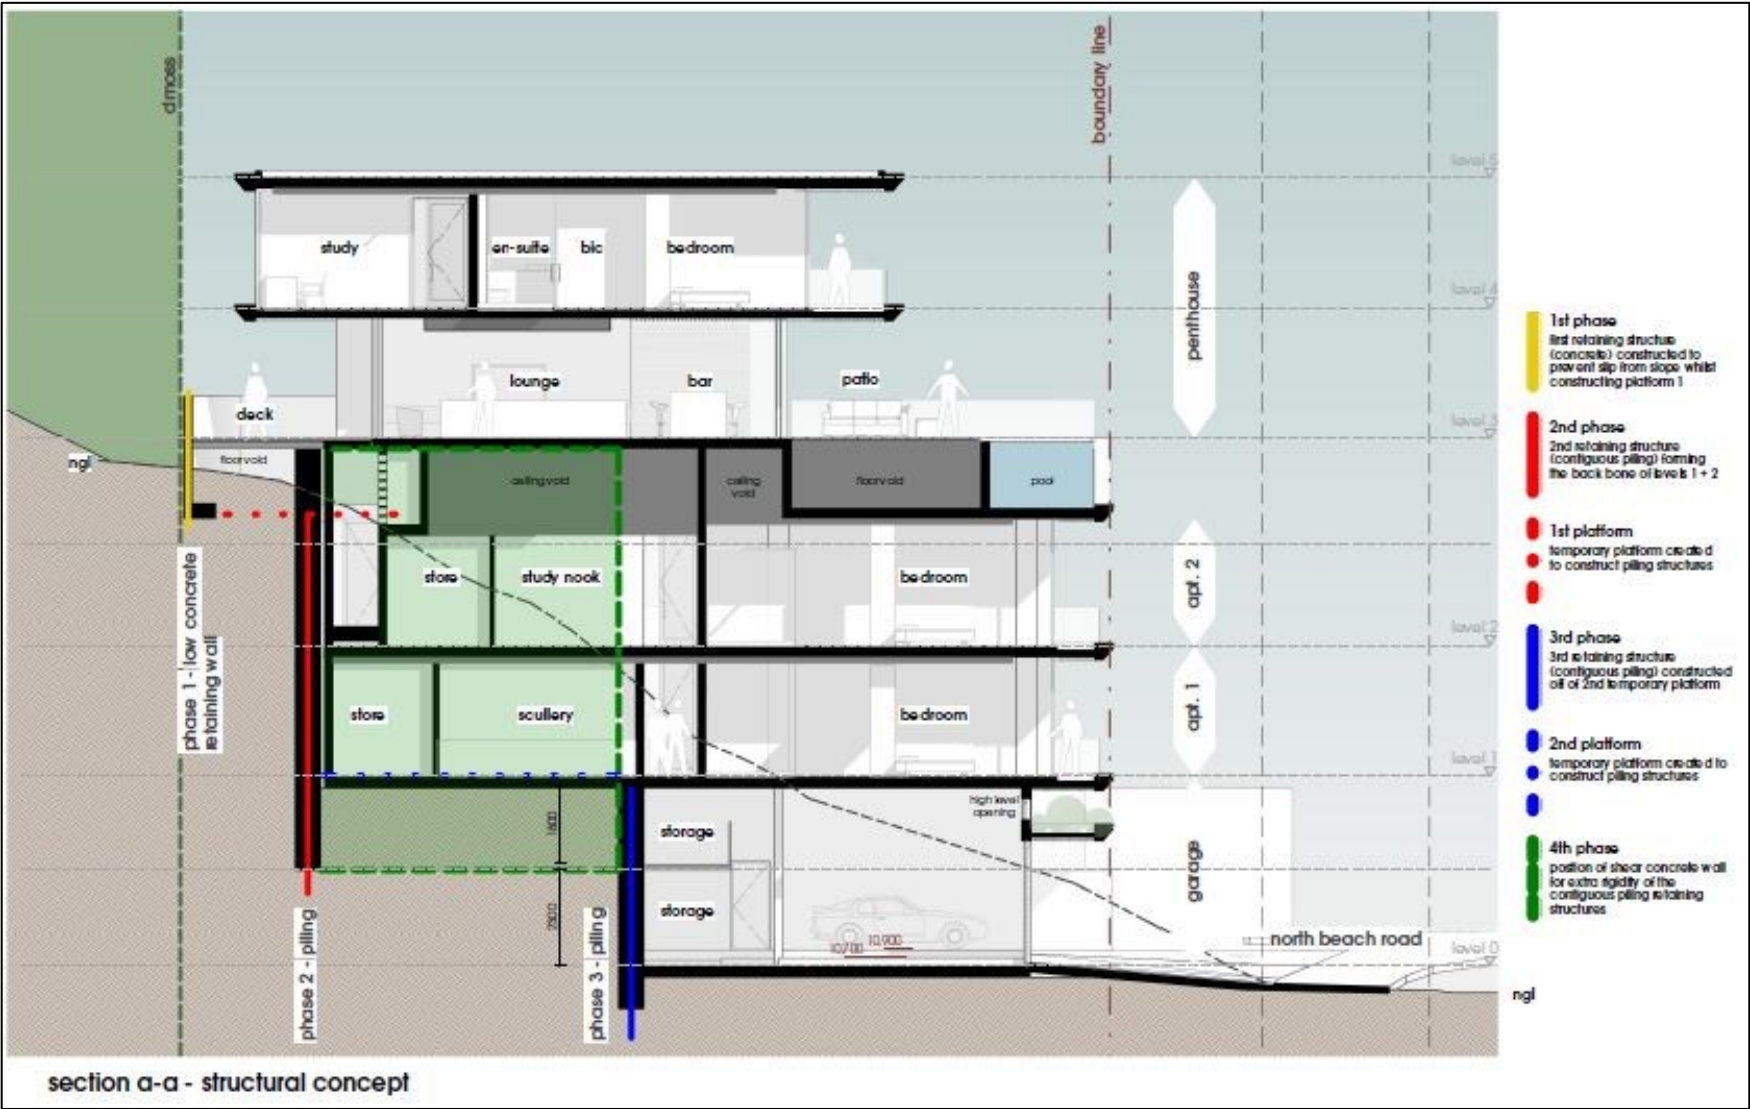 d'moss
boundary line
level 5
study
en-suite
bic
bedroom
level 4
penthouse
lounge
bar
patio
deck
level 3
ngl
floorvoid
ceilingvoid
ceiling
void
floorvoid
pool
store
study nook
bedroom
apt. 2
level 2
phase 1 - low concrete
retaining wall
store
scullery
bedroom
apt. 1
level 1
high level
opening
storage
garage
storage
10,700
10,900
north beach road
level 0
ngl
phase 2 - piling
phase 3 - piling
1st phase
first retaining structure
(concrete) constructed to
prevent slip from slope whilst
constructing platform 1
2nd phase
2nd retaining structure
(contiguous piling) forming
the back bone of levels 1 + 2
1st platform
temporary platform created
to construct piling structures
3rd phase
3rd retaining structure
(contiguous piling) constructed
off of 2nd temporary platform
2nd platform
temporary platform created to
construct piling structures
4th phase
position of shear concrete wall
for extra rigidity of the
contiguous piling retaining
structures
section a-a - structural concept